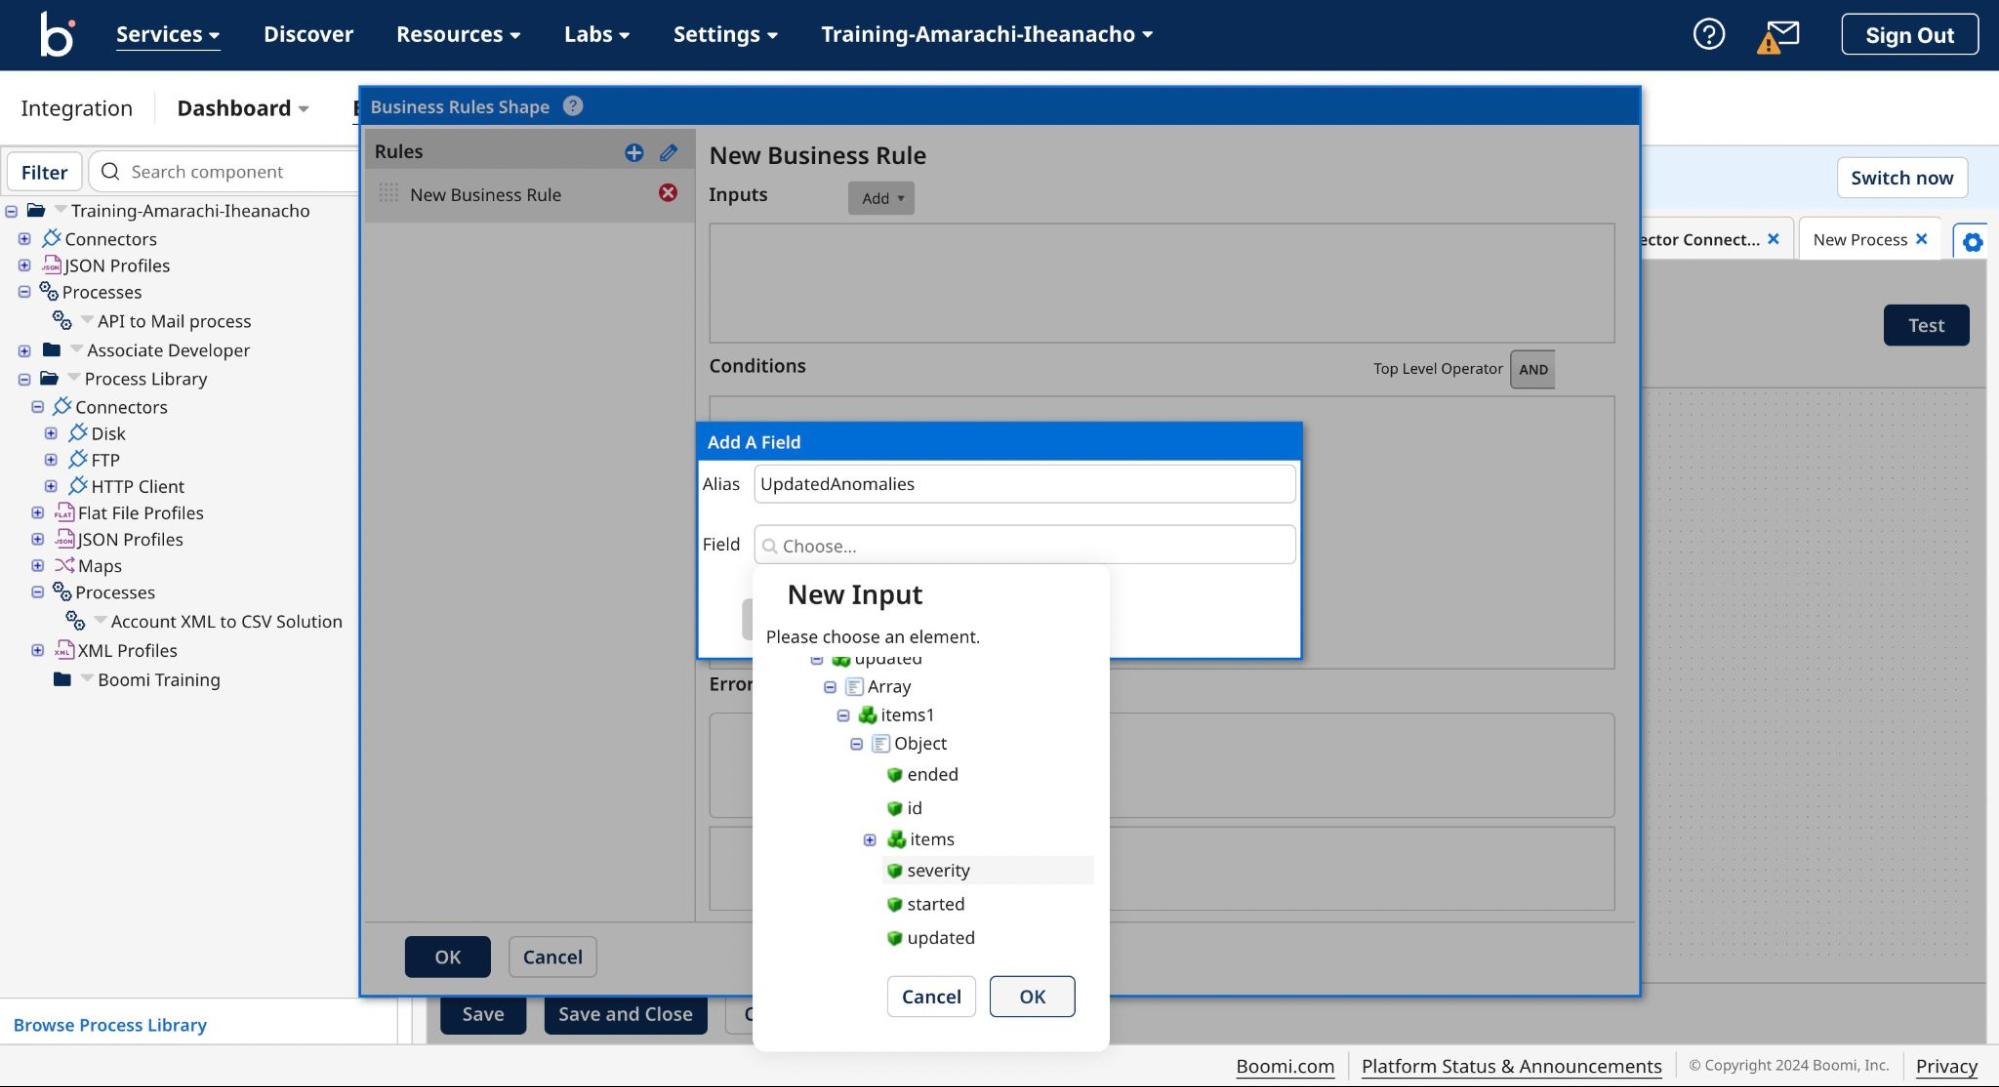 b
Services
Discover
Resources
Labs
Settings
Training-Amarachi-Iheanacho
?
Sign Out
Integration
Dashboard
Filter
Search component
Training-Amarachi-Iheanacho
Connectors
JSON Profiles
Processes
API to Mail process
Associate Developer
Process Library
Connectors
Disk
FTP
HTTP Client
Flat File Profiles
JSON Profiles
Maps
Processes
Account XML to CSV Solution
XML Profiles
Boomi Training
Browse Process Library
Business Rules Shape ?
Rules
New Business Rule
New Business Rule
Inputs
Add
Conditions
Top Level Operator AND
Add A Field
Alias UpdatedAnomalies
Field Choose...
New Input
Please choose an element.
updated
Array
items1
Object
ended
id
items
severity
started
updated
Cancel OK
Error
OK Cancel
Save Save and Close
Switch now
ector Connect...
New Process
Test
Boomi.com
Platform Status & Announcements
© Copyright 2024 Boomi, Inc.
Privacy